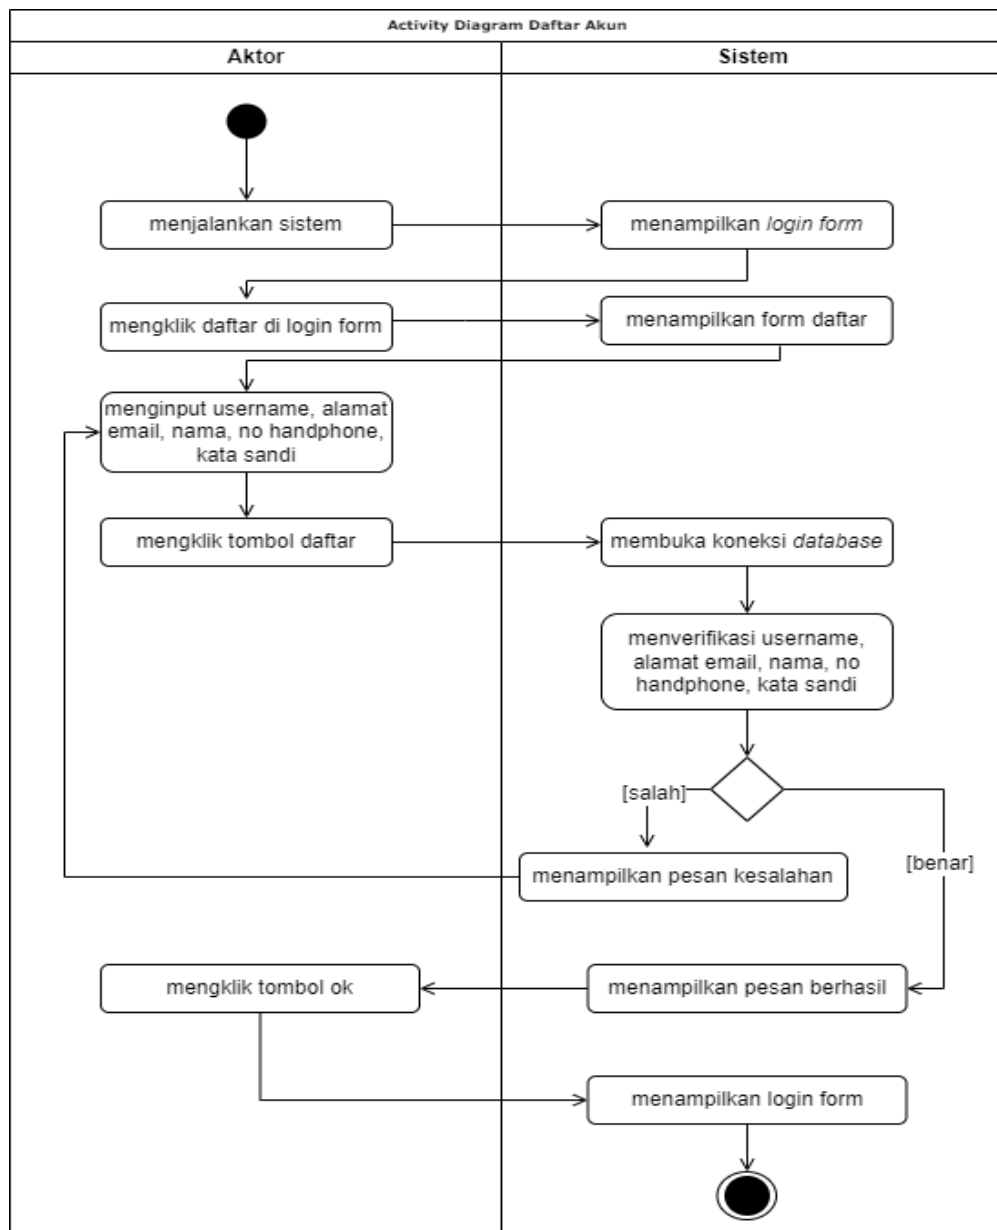 Activity Diagram Daftar Akun
Aktor
Sistem
menjalankan sistem
menampilkan login form
mengklik daftar di login form
menampilkan form daftar
menginput username, alamat
email, nama, no handphone,
kata sandi
mengklik tombol daftar
membuka koneksi database
menverifikasi username,
alamat email, nama, no
handphone, kata sandi
[salah]
[benar]
menampilkan pesan kesalahan
mengklik tombol ok
menampilkan pesan berhasil
menampilkan login form